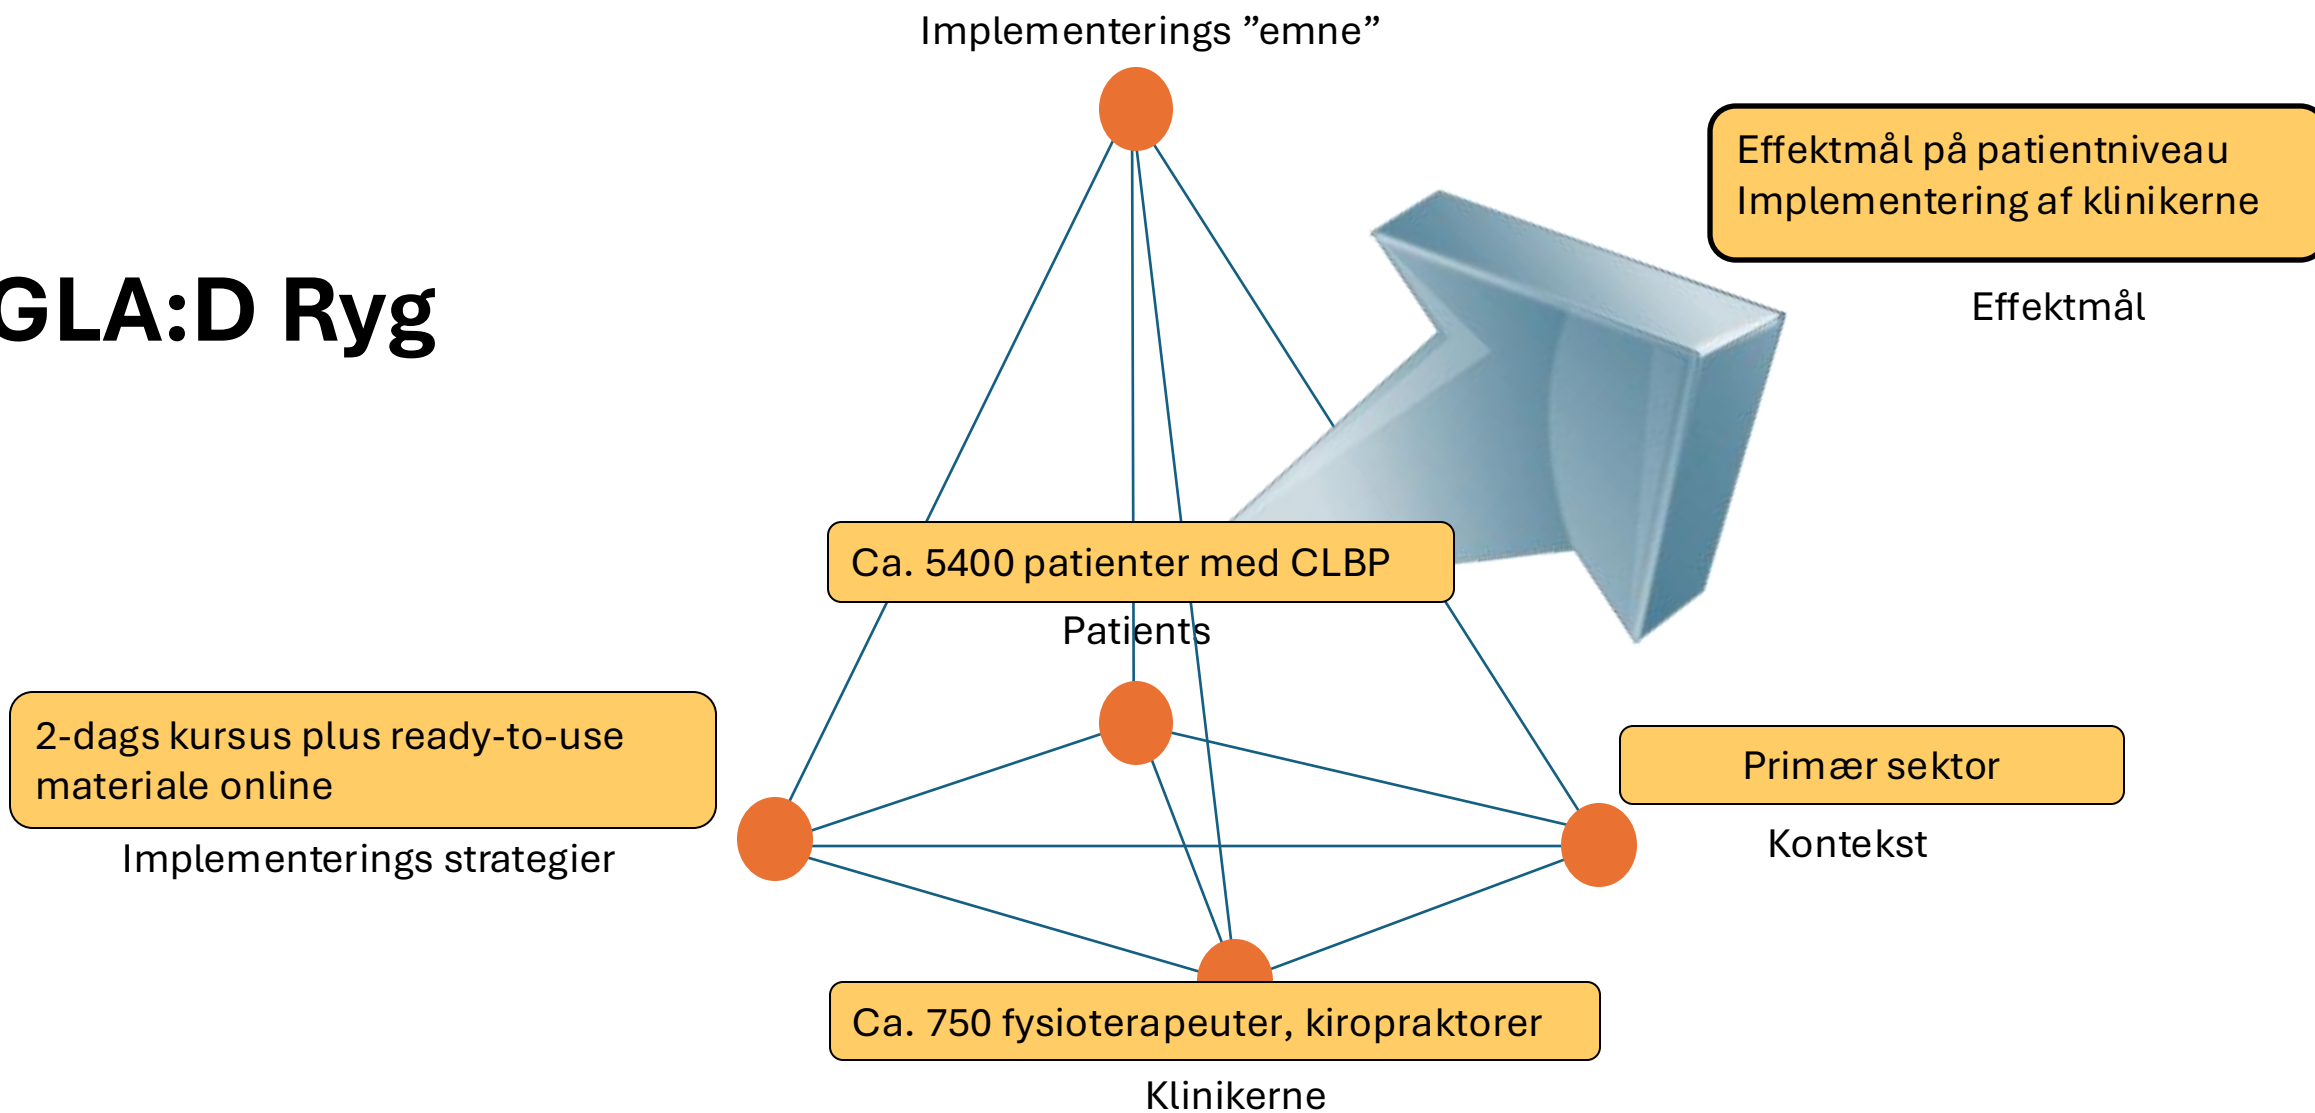 Implementerings ”emne”
Effektmål på patientniveau
Implementering af klinikerne
Effektmål
GLA:D Ryg
Ca. 5400 patienter med CLBP
Patients
2-dags kursus plus ready-to-use
materiale online
Implementerings strategier
Primær sektor
Kontekst
Ca. 750 fysioterapeuter, kiropraktorer
Klinikerne